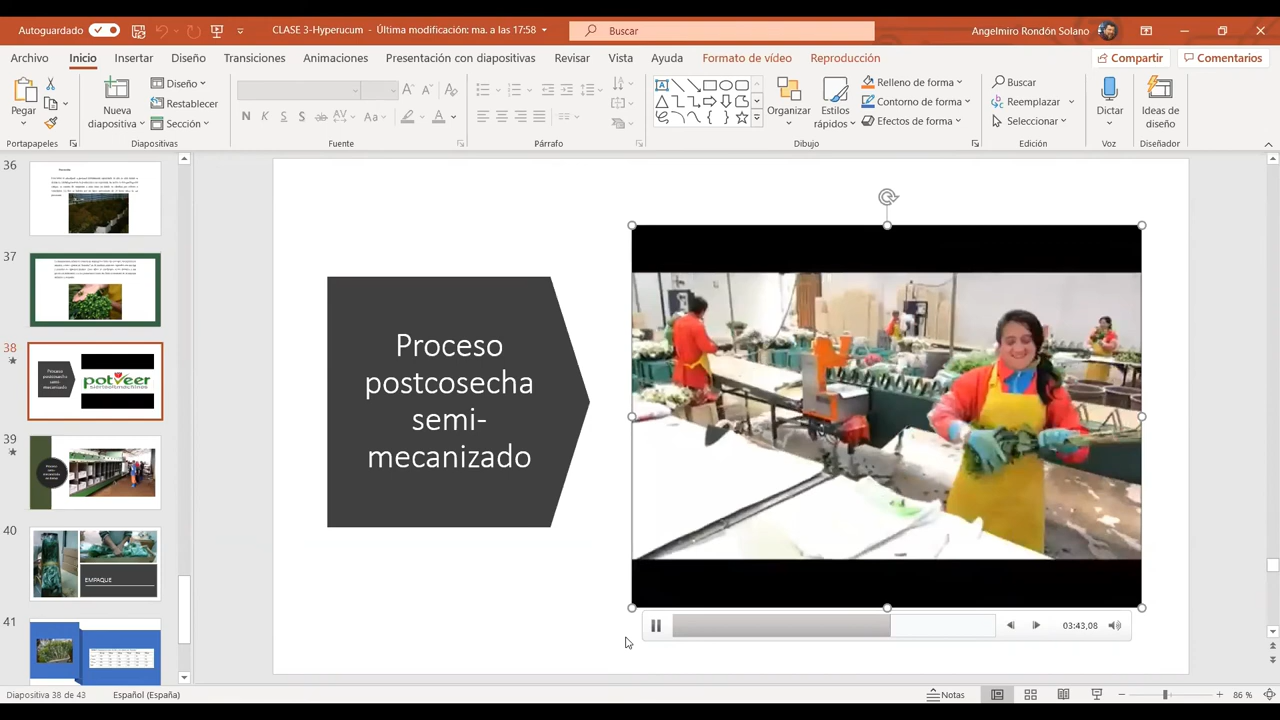 Autoguardado
CLASE 3-Hyperucum - Última modificación: ma. a las 17:58
Buscar
Angelmiro Rondón Solano
Archivo Inicio Insertar Diseño Transiciones Animaciones Presentación con diapositivas Revisar Vista Ayuda Formato de vídeo Reproducción
Compartir Comentarios
Pegar
Nueva
diapositiva
Diseño
Restablecer
Sección
N K S S
AV Aa A
Organizar
Estilos
rápidos
Relleno de forma
Contorno de forma
Efectos de forma
Buscar
Reemplazar
Seleccionar
Dictar
Ideas de
diseño
Portapapeles Diapositivas Fuente Párrafo Dibujo Edición Voz Diseñador
36
37
38
potveer
39
40
EMPAQUE
41
Proceso
postcosecha
semi-
mecanizado
03:43,08
Diapositiva 38 de 43
Español (España)
Notas
86 %